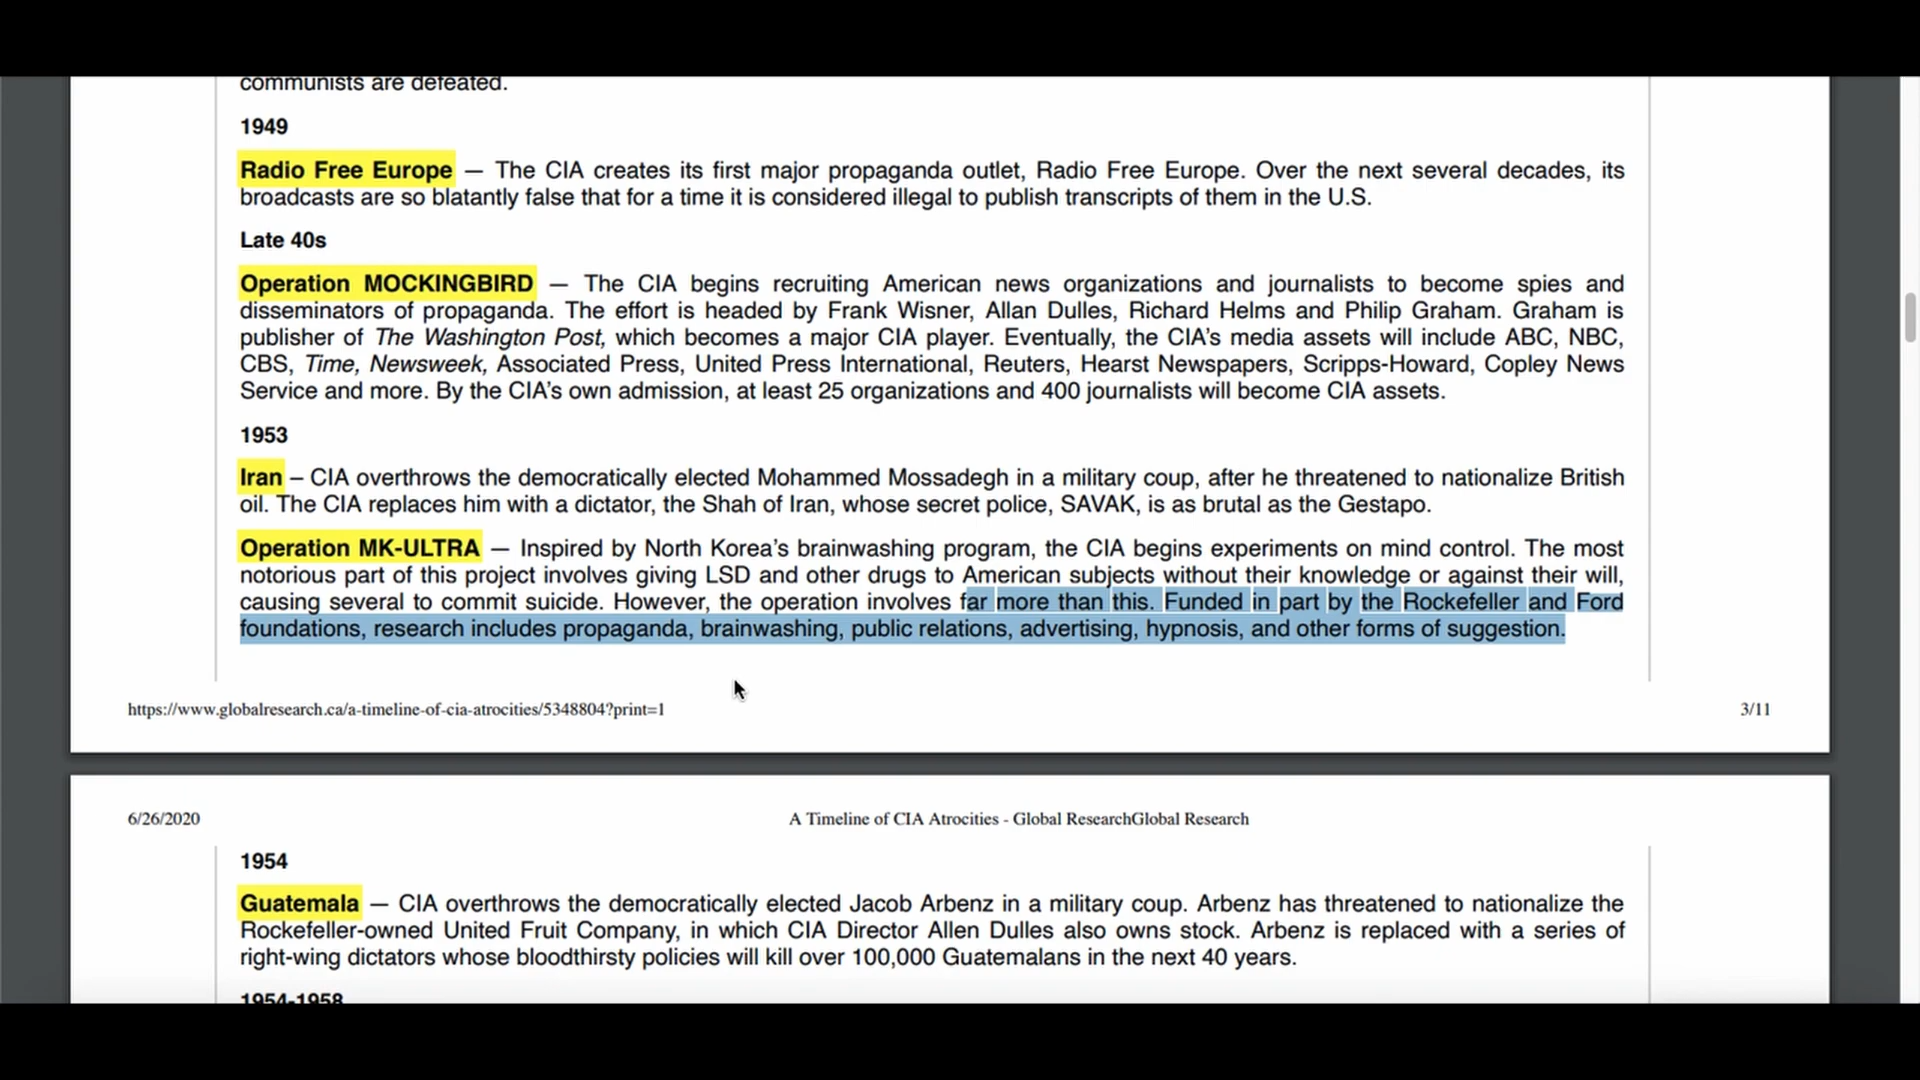 communists are defeated.
1949
Radio Free Europe — The CIA creates its first major propaganda outlet, Radio Free Europe. Over the next several decades, its
broadcasts are so blatantly false that for a time it is considered illegal to publish transcripts of them in the U.S.
Late 40s
Operation MOCKINGBIRD — The CIA begins recruiting American news organizations and journalists to become spies and
disseminators of propaganda. The effort is headed by Frank Wisner, Allan Dulles, Richard Helms and Philip Graham. Graham is
publisher of The Washington Post, which becomes a major CIA player. Eventually, the CIA’s media assets will include ABC, NBC,
CBS, Time, Newsweek, Associated Press, United Press International, Reuters, Hearst Newspapers, Scripps-Howard, Copley News
Service and more. By the CIA’s own admission, at least 25 organizations and 400 journalists will become CIA assets.
1953
Iran – CIA overthrows the democratically elected Mohammed Mossadegh in a military coup, after he threatened to nationalize British
oil. The CIA replaces him with a dictator, the Shah of Iran, whose secret police, SAVAK, is as brutal as the Gestapo.
Operation MK-ULTRA — Inspired by North Korea’s brainwashing program, the CIA begins experiments on mind control. The most
notorious part of this project involves giving LSD and other drugs to American subjects without their knowledge or against their will,
causing several to commit suicide. However, the operation involves far more than this. Funded in part by the Rockefeller and Ford
foundations, research includes propaganda, brainwashing, public relations, advertising, hypnosis, and other forms of suggestion.
https://www.globalresearch.ca/a-timeline-of-cia-atrocities/5348804?print=1 3/11
6/26/2020 A Timeline of CIA Atrocities - Global ResearchGlobal Research
1954
Guatemala — CIA overthrows the democratically elected Jacob Arbenz in a military coup. Arbenz has threatened to nationalize the
Rockefeller-owned United Fruit Company, in which CIA Director Allen Dulles also owns stock. Arbenz is replaced with a series of
right-wing dictators whose bloodthirsty policies will kill over 100,000 Guatemalans in the next 40 years.
1954-1958